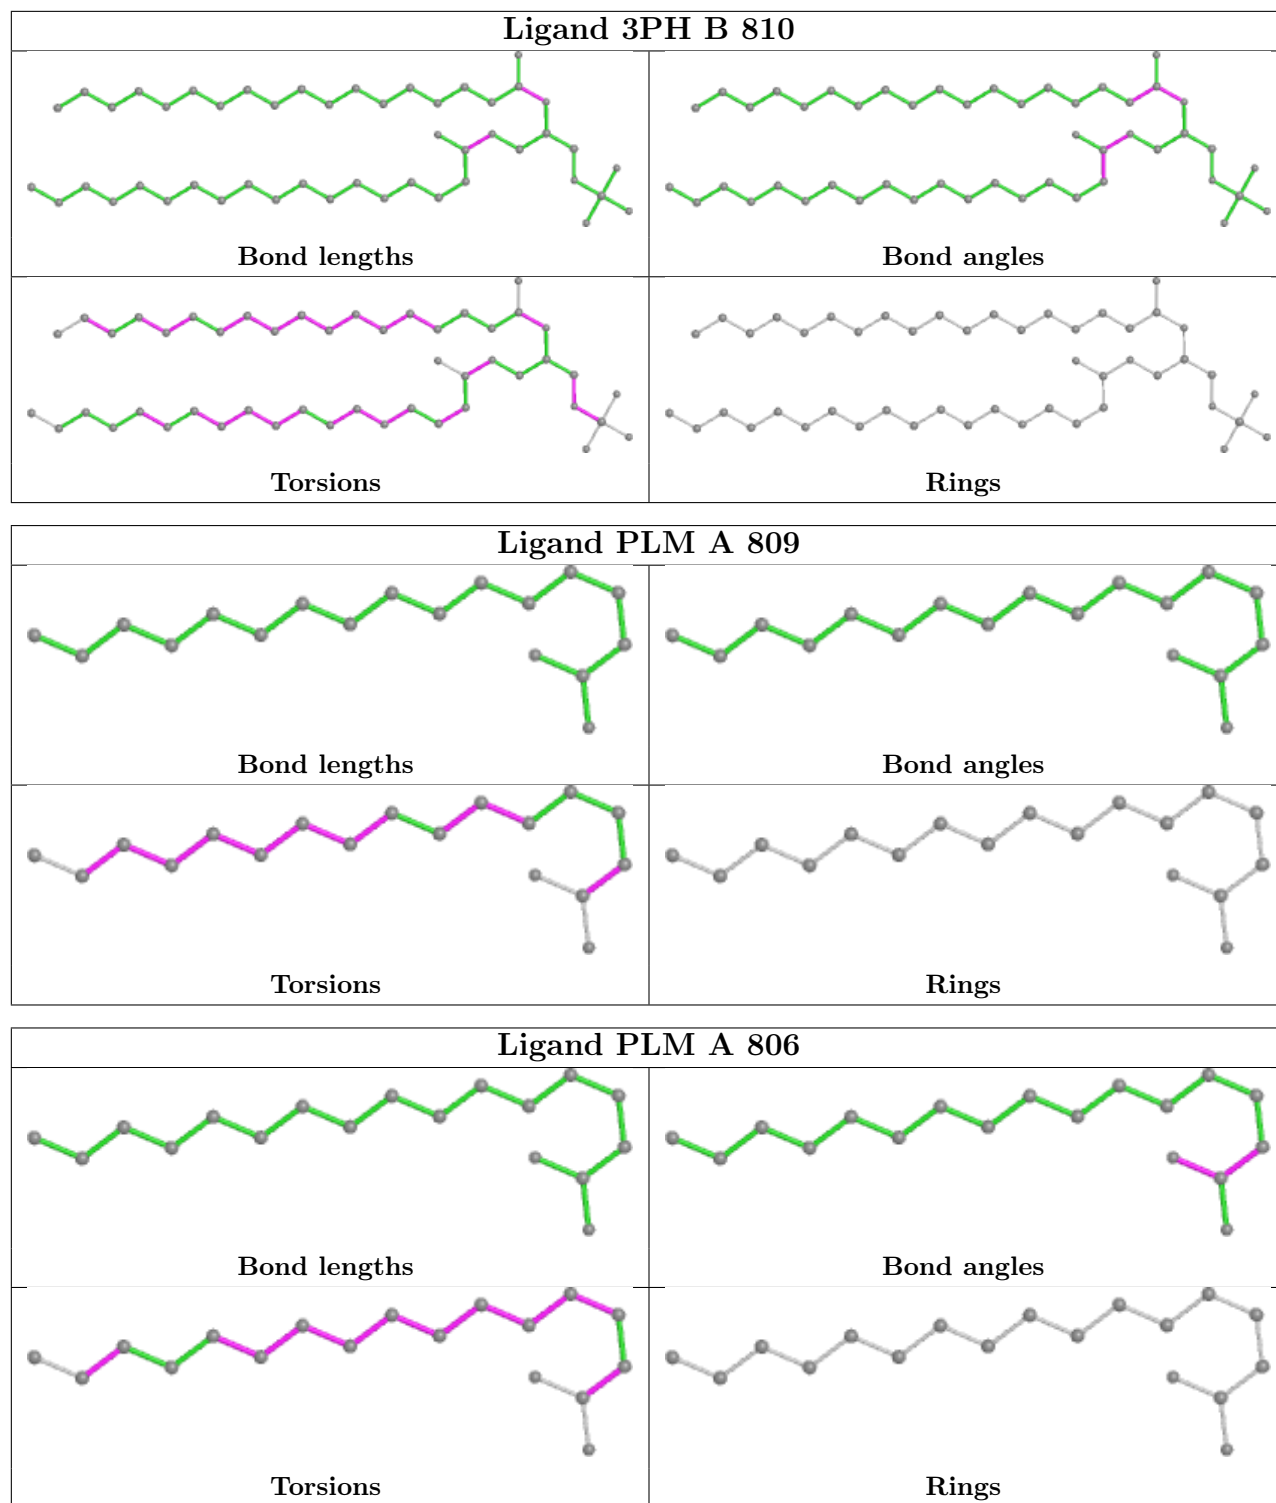 Ligand 3PH B 810
Bond lengths
Bond angles
Torsions
Rings
Ligand PLM A 809
Bond lengths
Bond angles
Torsions
Rings
Ligand PLM A 806
Bond lengths
Bond angles
Torsions
Rings